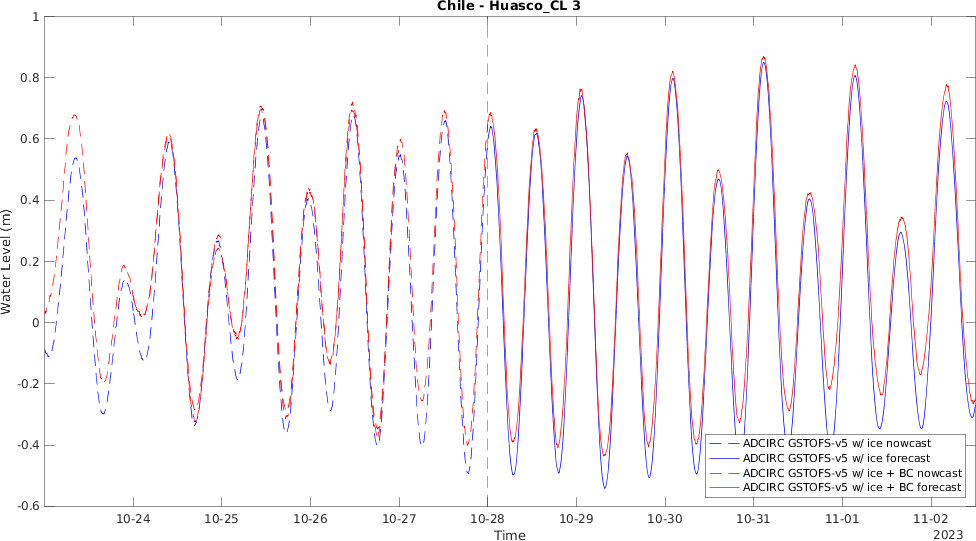 Chile - Huasco_CL 3
Water Level (m)
1
0.8
0.6
0.4
0.2
0
-0.2
-0.4
-0.6
ADCIRC GSTOFS-v5 w/ ice nowcast
ADCIRC GSTOFS-v5 w/ ice forecast
ADCIRC GSTOFS-v5 w/ ice + BC nowcast
ADCIRC GSTOFS-v5 w/ ice + BC forecast
10-24 10-25 10-26 10-27 10-28 10-29 10-30 10-31 11-01 11-02
Time
2023